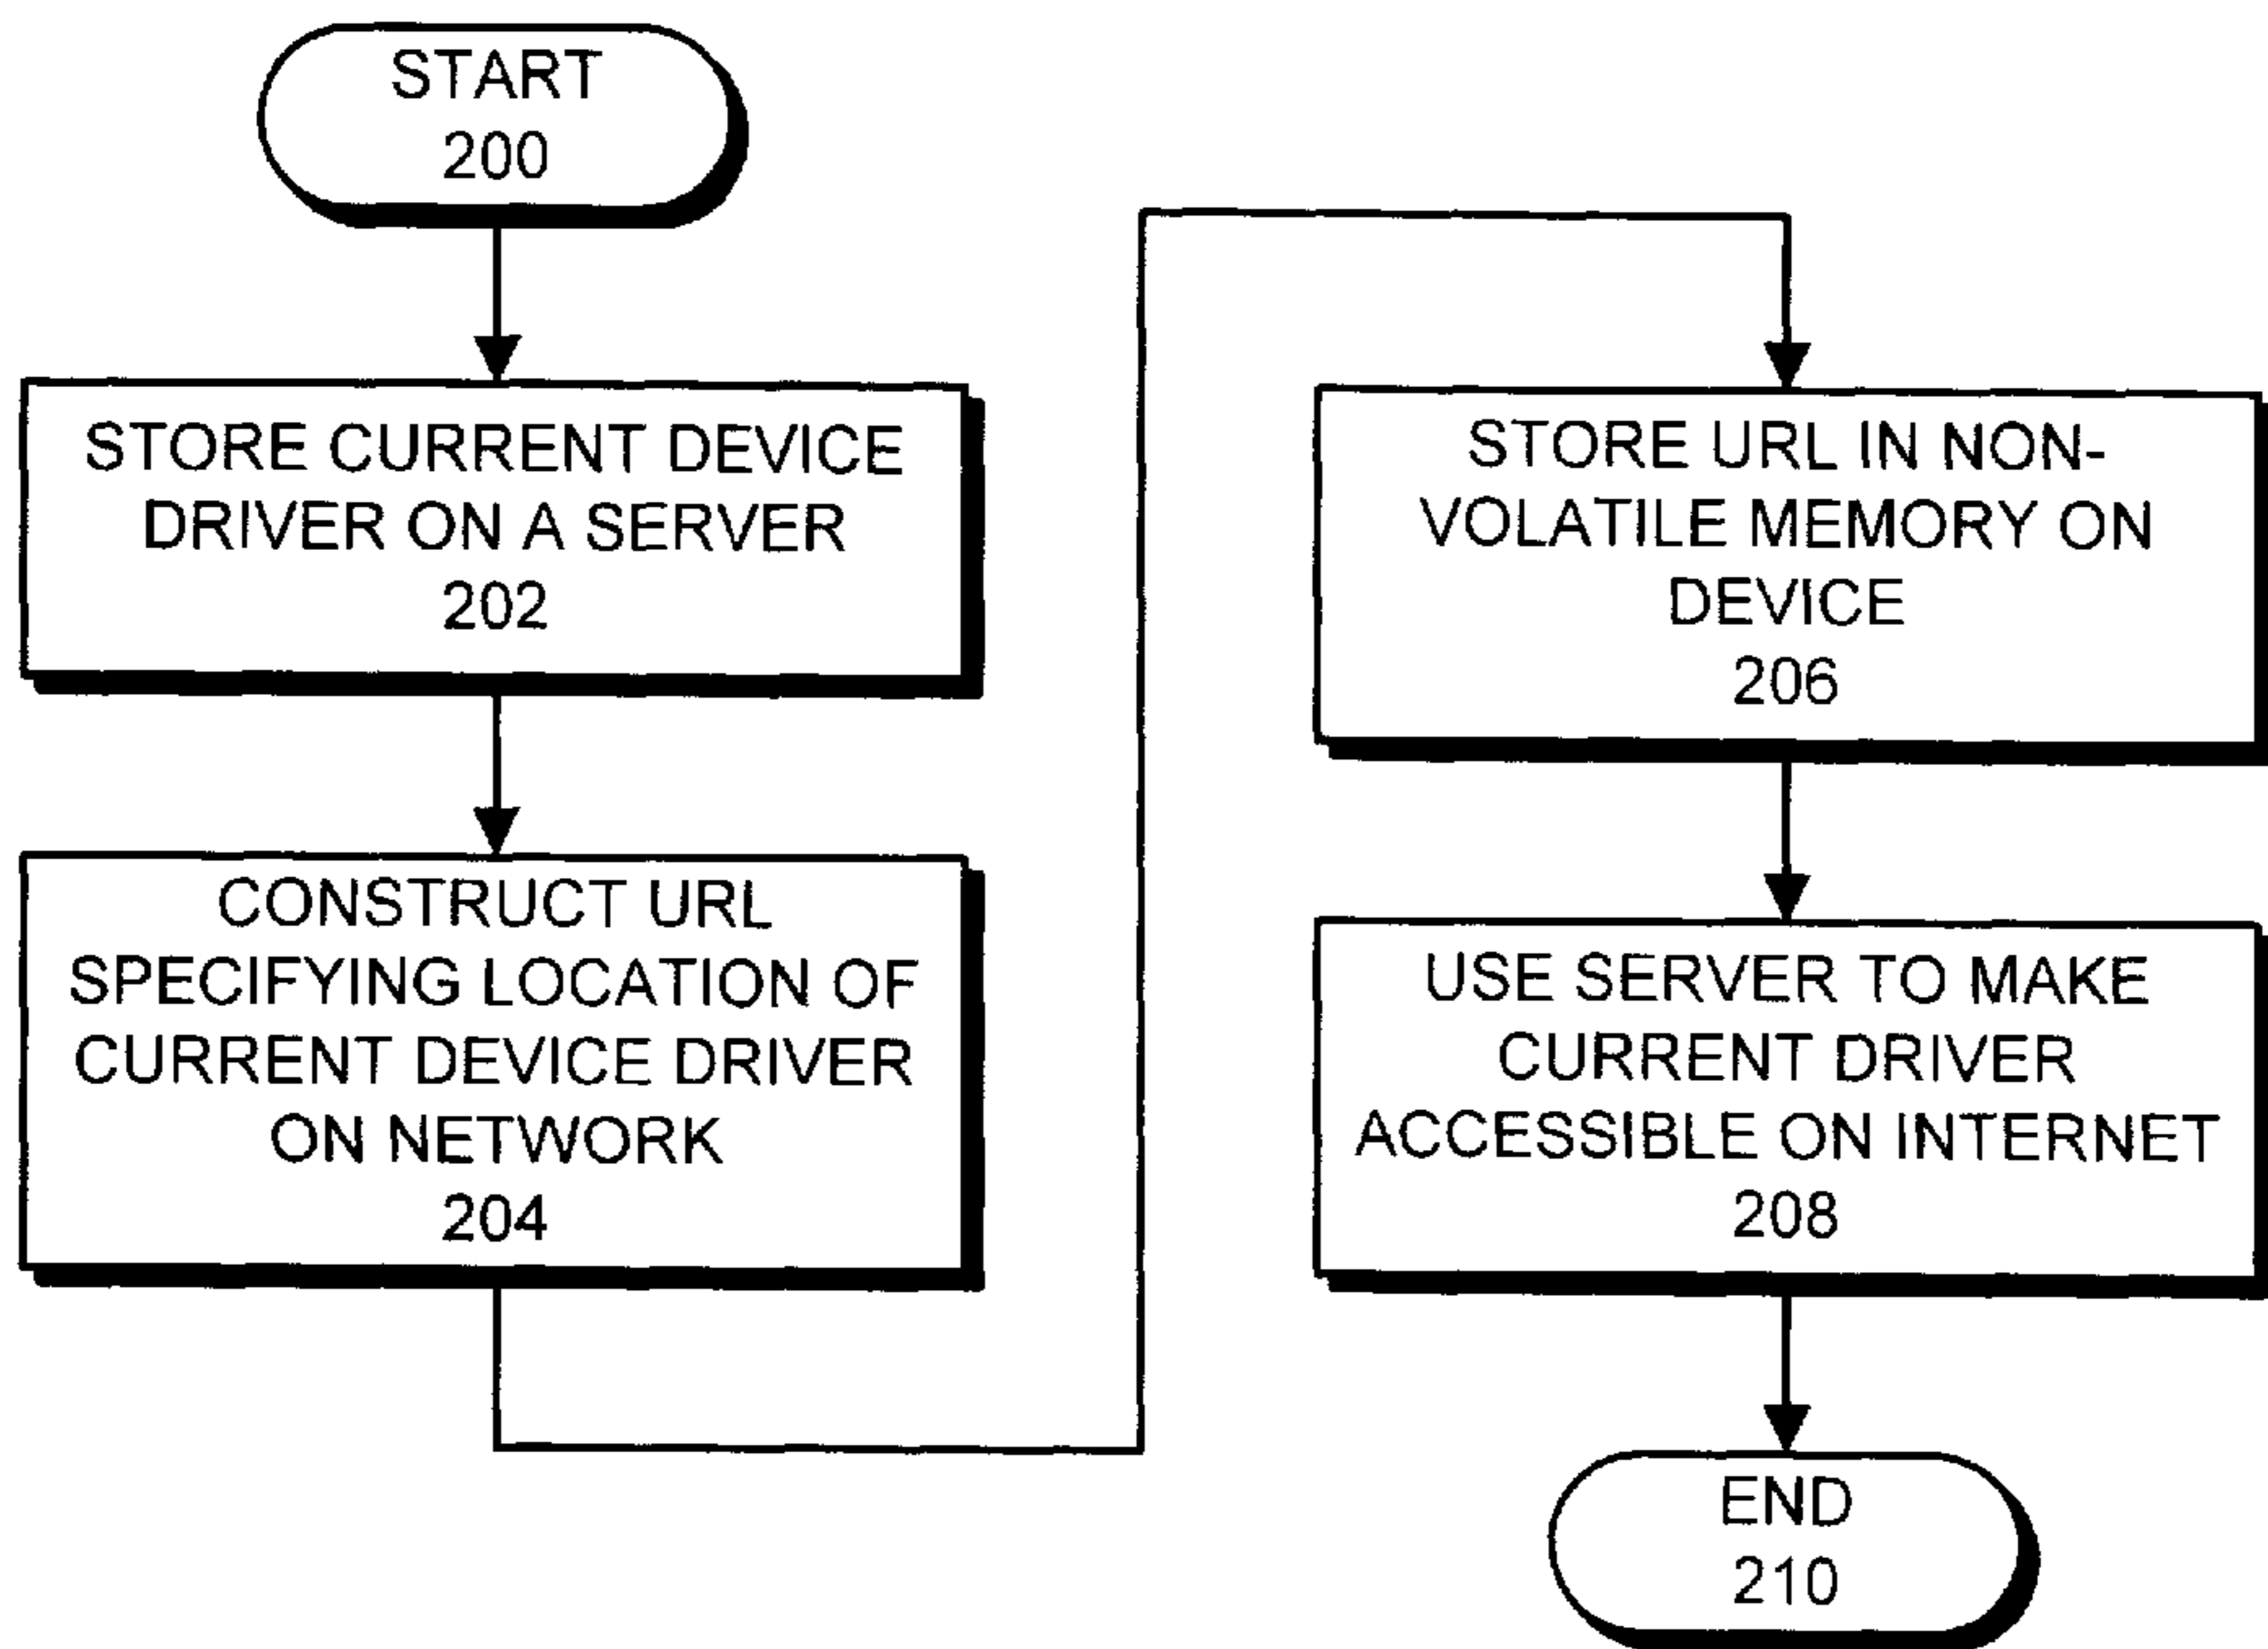 START
200
STORE CURRENT DEVICE
DRIVER ON A SERVER
202
CONSTRUCT URL
SPECIFYING LOCATION OF
CURRENT DEVICE DRIVER
ON NETWORK
204
STORE URL IN NON-
VOLATILE MEMORY ON
DEVICE
206
USE SERVER TO MAKE
CURRENT DRIVER
ACCESSIBLE ON INTERNET
208
END
210